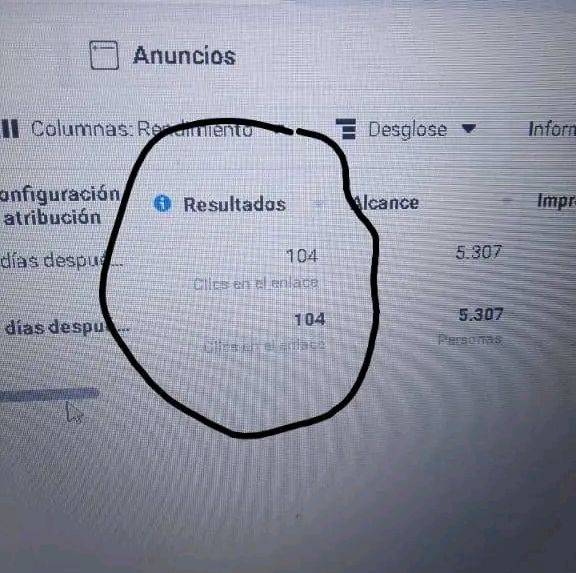 Anuncios
Columnas: Rendimiento
Desglose
Inforn
onfiguración
atribución
Resultados
Alcance
Impr
días despu...
104
5.307
Clics en el enlace
días despu...
104
5.307
Clics en el enlace
Personas